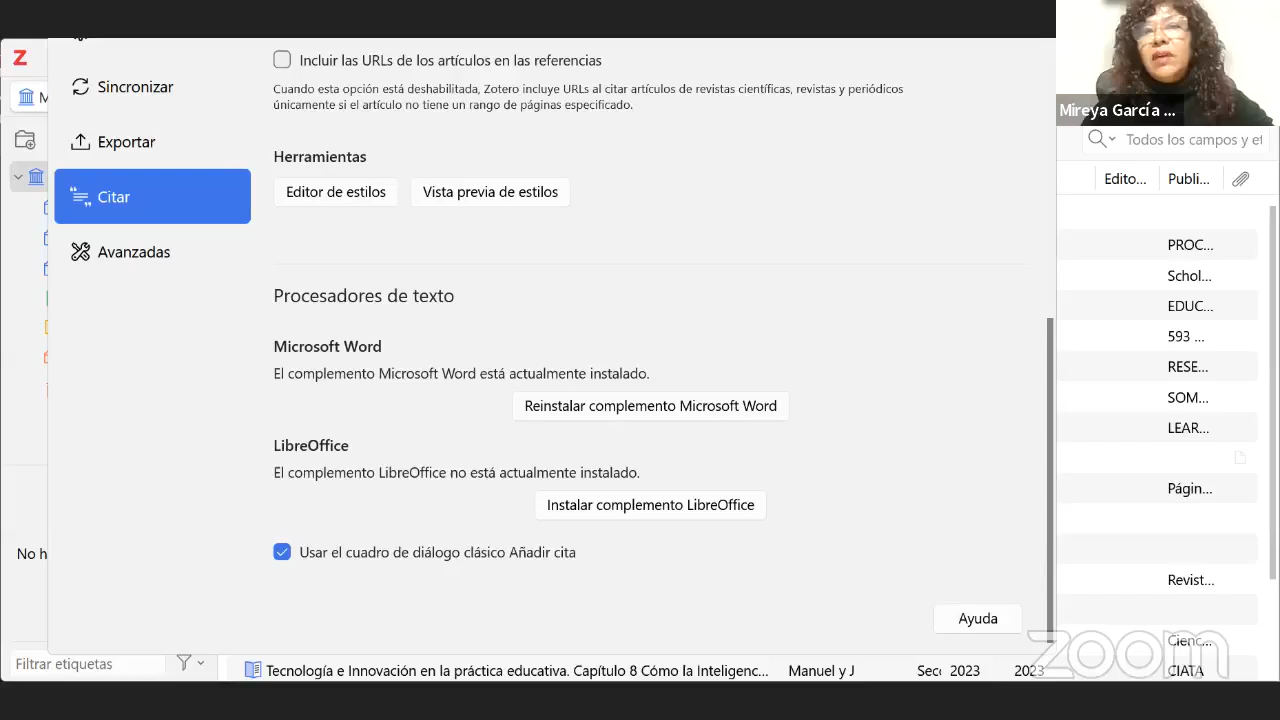 Mireya García ...
Z
M
Sincronizar
Exportar
Citar
Avanzadas
Incluir las URLs de los artículos en las referencias
Cuando esta opción está deshabilitada, Zotero incluye URLs al citar artículos de revistas científicas, revistas y periódicos
únicamente si el artículo no tiene un rango de páginas especificado.
Herramientas
Editor de estilos
Vista previa de estilos
Procesadores de texto
Microsoft Word
El complemento Microsoft Word está actualmente instalado.
Reinstalar complemento Microsoft Word
LibreOffice
El complemento LibreOffice no está actualmente instalado.
Instalar complemento LibreOffice
Usar el cuadro de diálogo clásico Añadir cita
Ayuda
Todos los campos y et
Edito... Publi...
PROC...
Schol...
EDUC...
593 ...
RESE...
SOM...
LEAR...
Págin...
Revist...
Cienc...
CIATA
No h
Filtrar etiquetas
Tecnología e Innovación en la práctica educativa. Capítulo 8 Cómo la Inteligenc... Manuel y J Sec 2023 2023
zoom